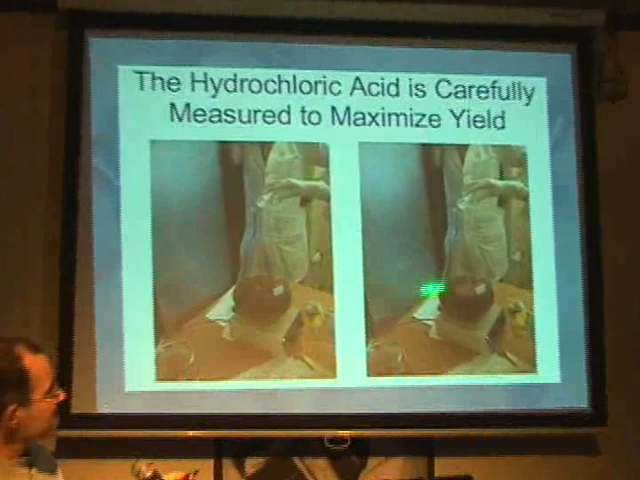 The Hydrochloric Acid is Carefully
Measured to Maximize Yield